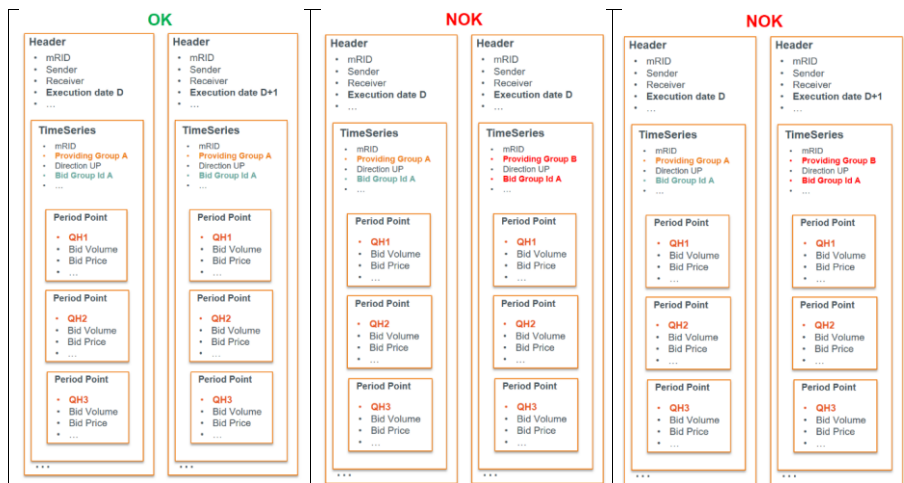 OK
Header
• mRID
• Sender
• Receiver
• Execution date D
• …
TimeSeries
• mRID
• Providing Group A
• Direction UP
• Bid Group Id A
• …
Period Point
• QH1
• Bid Volume
• Bid Price
• …
Period Point
• QH2
• Bid Volume
• Bid Price
• …
Period Point
• QH3
• Bid Volume
• Bid Price
• …
…
Header
• mRID
• Sender
• Receiver
• Execution date D+1
• …
TimeSeries
• mRID
• Providing Group A
• Direction UP
• Bid Group Id A
• …
Period Point
• QH1
• Bid Volume
• Bid Price
• …
Period Point
• QH2
• Bid Volume
• Bid Price
• …
Period Point
• QH3
• Bid Volume
• Bid Price
• …
…
NOK
Header
• mRID
• Sender
• Receiver
• Execution date D
• …
TimeSeries
• mRID
• Providing Group A
• Direction UP
• Bid Group Id A
• …
Period Point
• QH1
• Bid Volume
• Bid Price
• …
Period Point
• QH2
• Bid Volume
• Bid Price
• …
Period Point
• QH3
• Bid Volume
• Bid Price
• …
…
Header
• mRID
• Sender
• Receiver
• Execution date D
• …
TimeSeries
• mRID
• Providing Group B
• Direction UP
• Bid Group Id A
• …
Period Point
• QH1
• Bid Volume
• Bid Price
• …
Period Point
• QH2
• Bid Volume
• Bid Price
• …
Period Point
• QH3
• Bid Volume
• Bid Price
• …
…
NOK
Header
• mRID
• Sender
• Receiver
• Execution date D
• …
TimeSeries
• mRID
• Providing Group A
• Direction UP
• Bid Group Id A
• …
Period Point
• QH1
• Bid Volume
• Bid Price
• …
Period Point
• QH2
• Bid Volume
• Bid Price
• …
Period Point
• QH3
• Bid Volume
• Bid Price
• …
…
Header
• mRID
• Sender
• Receiver
• Execution date D+1
• …
TimeSeries
• mRID
• Providing Group B
• Direction UP
• Bid Group Id A
• …
Period Point
• QH1
• Bid Volume
• Bid Price
• …
Period Point
• QH2
• Bid Volume
• Bid Price
• …
Period Point
• QH3
• Bid Volume
• Bid Price
• …
…